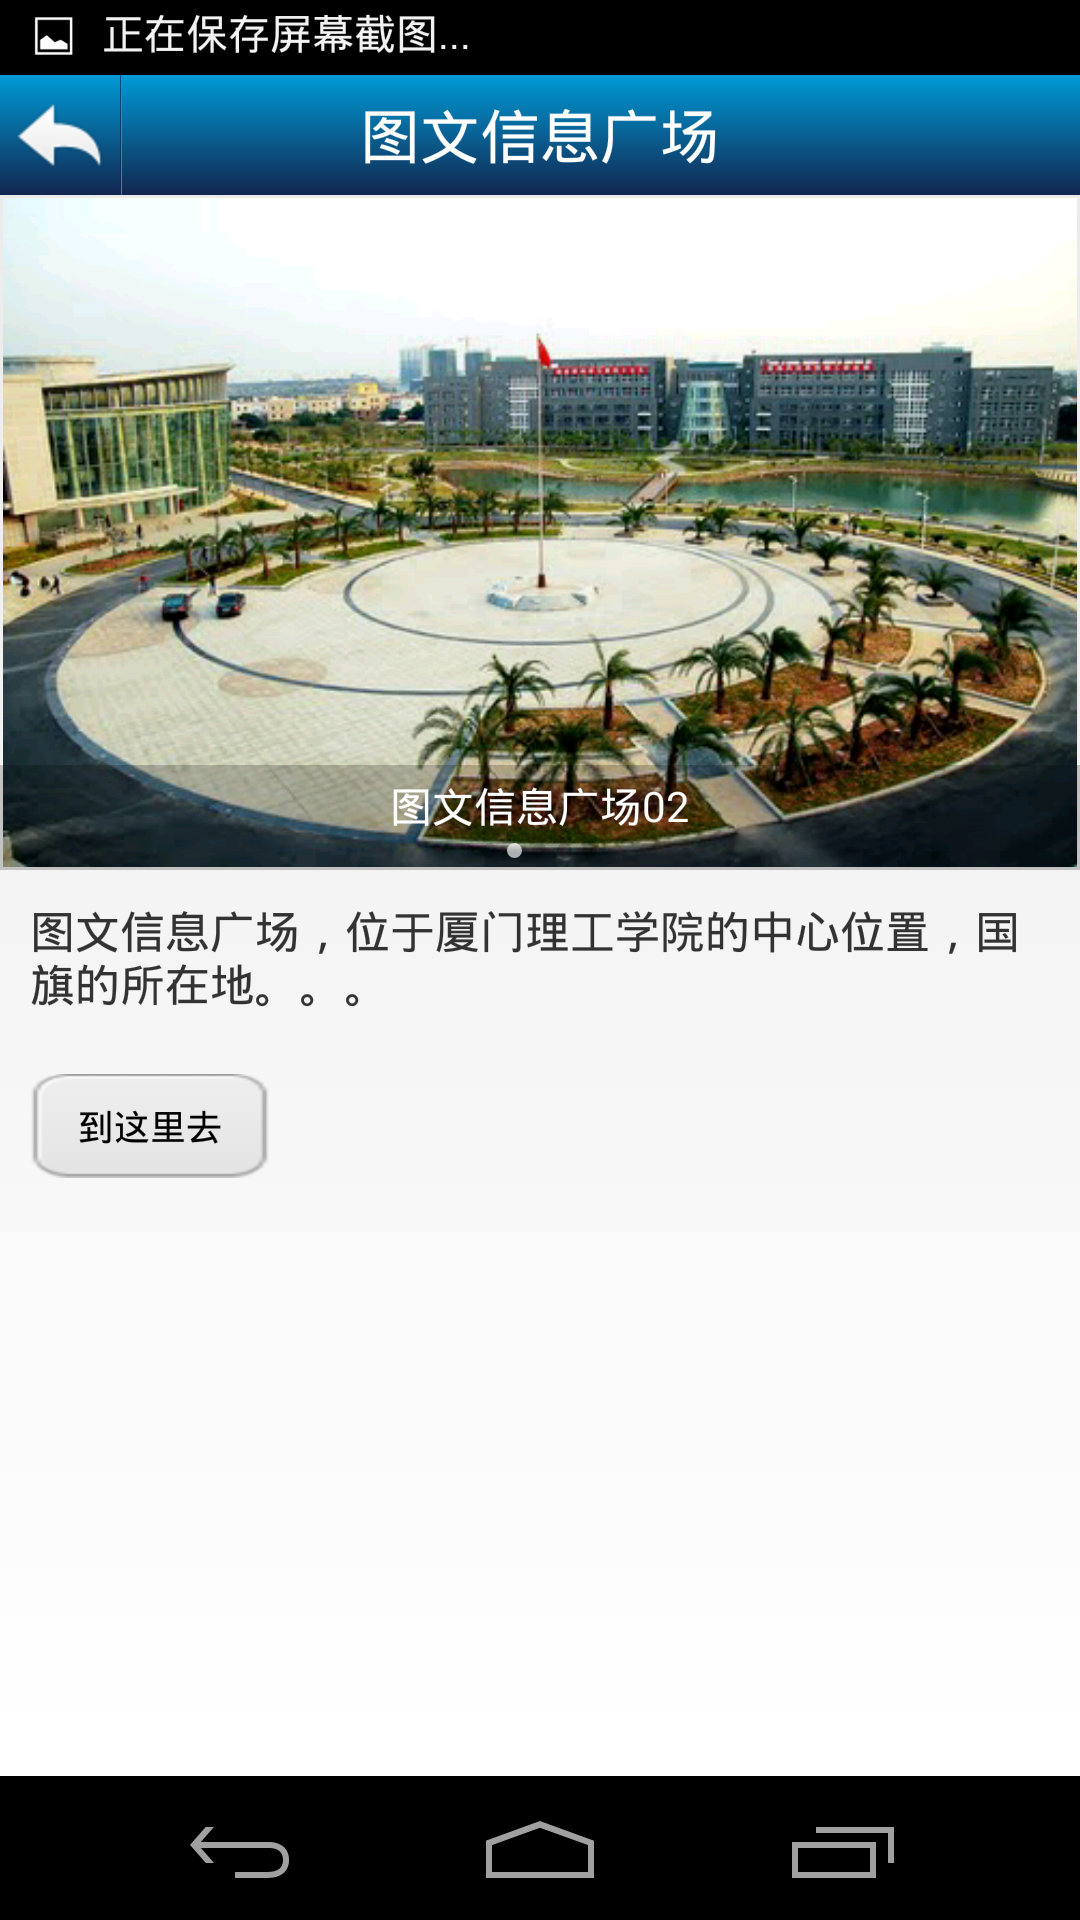 正在保存屏幕截图...
图文信息广场
图文信息广场02
图文信息广场，位于厦门理工学院的中心位置，国
旗的所在地。。。
到这里去